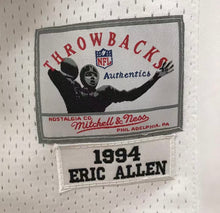 THROWBACKS
NFL
Authentics
NOSTALGIA CO.
Mitchell & Ness
PHILADELPHIA, PA
1994
ERIC ALLEN